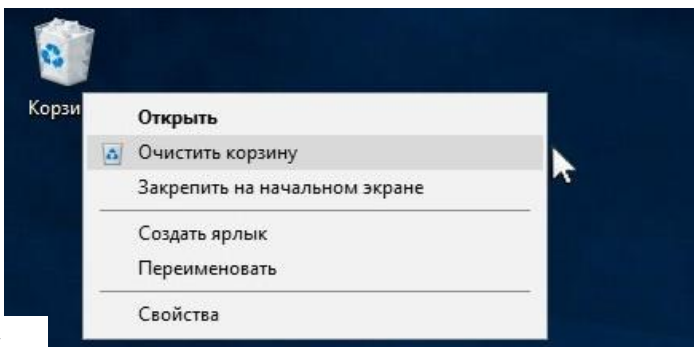 Корзи
Открыть
Очистить корзину
Закрепить на начальном экране
Создать ярлык
Переименовать
Свойства